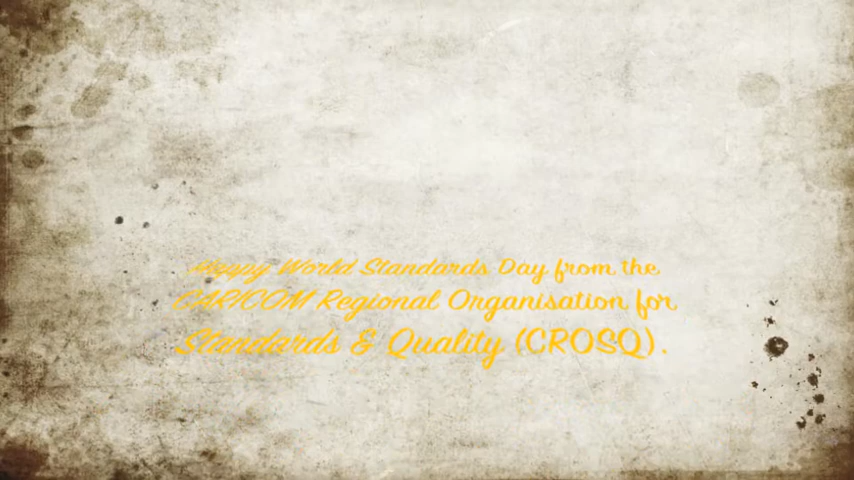 Happy World Standards Day from the
CARICOM Regional Organisation for
Standards & Quality (CROSQ).